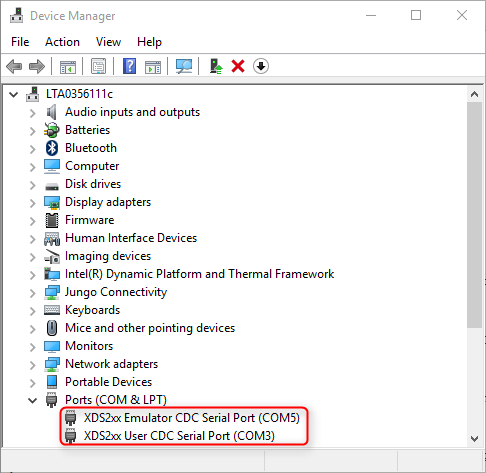 Device Manager
File Action View Help
LTA0356111c
Audio inputs and outputs
Batteries
Bluetooth
Computer
Disk drives
Display adapters
Firmware
Human Interface Devices
Imaging devices
Intel(R) Dynamic Platform and Thermal Framework
Jungo Connectivity
Keyboards
Mice and other pointing devices
Monitors
Network adapters
Portable Devices
Ports (COM & LPT)
XDS2xx Emulator CDC Serial Port (COM5)
XDS2xx User CDC Serial Port (COM3)